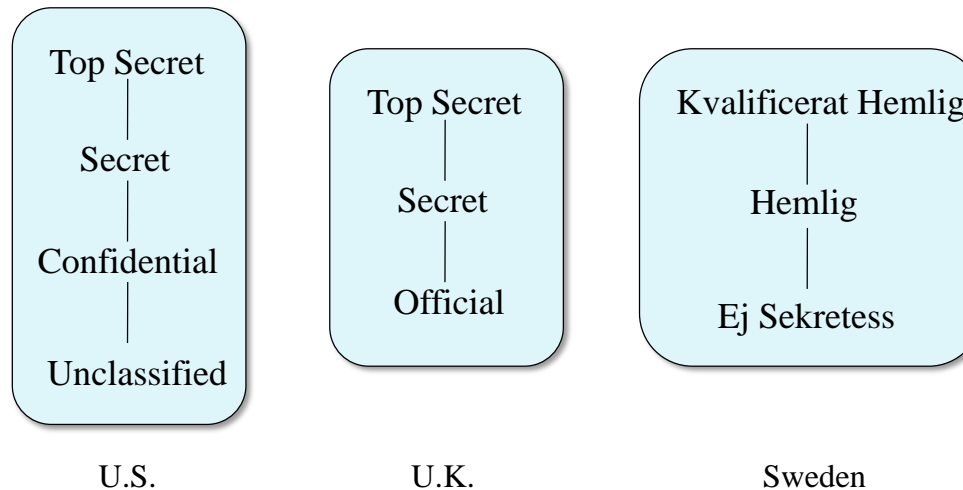 Top Secret
Secret
Confidential
Unclassified
U.S.
Top Secret
Secret
Official
U.K.
Kvalificerat Hemlig
Hemlig
Ej Sekretess
Sweden